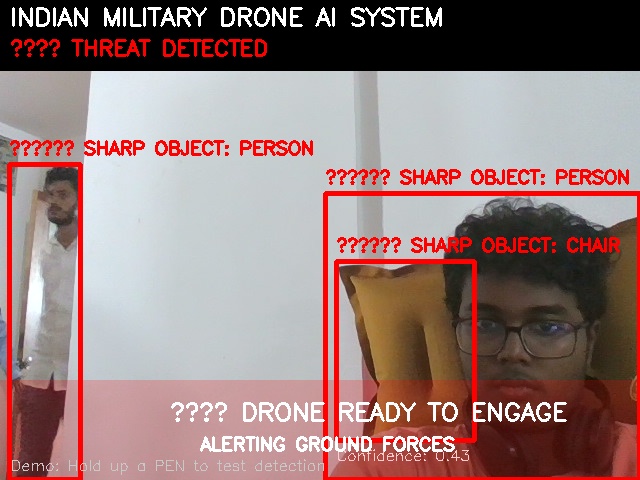 INDIAN MILITARY DRONE AI SYSTEM
???? THREAT DETECTED
?????? SHARP OBJECT: PERSON
?????? SHARP OBJECT: PERSON
?????? SHARP OBJECT: CHAIR
???? DRONE READY TO ENGAGE
ALERTING GROUND FORCES
Confidence: 0.43
Demo: Hold up a PEN to test detection